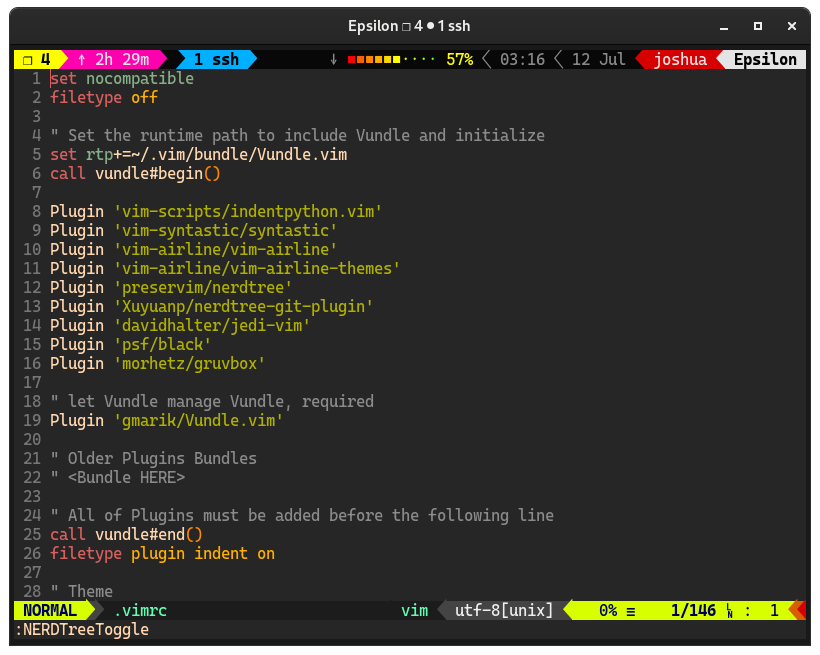 Epsilon ❐ 4 ● 1 ssh
❐ 4 ↑ 2h 29m 1 ssh ↓ 57% 03:16 12 Jul joshua Epsilon
1 set nocompatible
2 filetype off
3
4 " Set the runtime path to include Vundle and initialize
5 set rtp+=~/.vim/bundle/Vundle.vim
6 call vundle#begin()
7
8 Plugin 'vim-scripts/indentpython.vim'
9 Plugin 'vim-syntastic/syntastic'
10 Plugin 'vim-airline/vim-airline'
11 Plugin 'vim-airline/vim-airline-themes'
12 Plugin 'preservim/nerdtree'
13 Plugin 'Xuyuanp/nerdtree-git-plugin'
14 Plugin 'davidhalter/jedi-vim'
15 Plugin 'psf/black'
16 Plugin 'morhetz/gruvbox'
17
18 " let Vundle manage Vundle, required
19 Plugin 'gmarik/Vundle.vim'
20
21 " Older Plugins Bundles
22 " <Bundle HERE>
23
24 " All of Plugins must be added before the following line
25 call vundle#end()
26 filetype plugin indent on
27
28 " Theme
NORMAL .vimrc vim utf-8[unix] 0% ≡ 1/146 ␤ : 1
:NERDTreeToggle